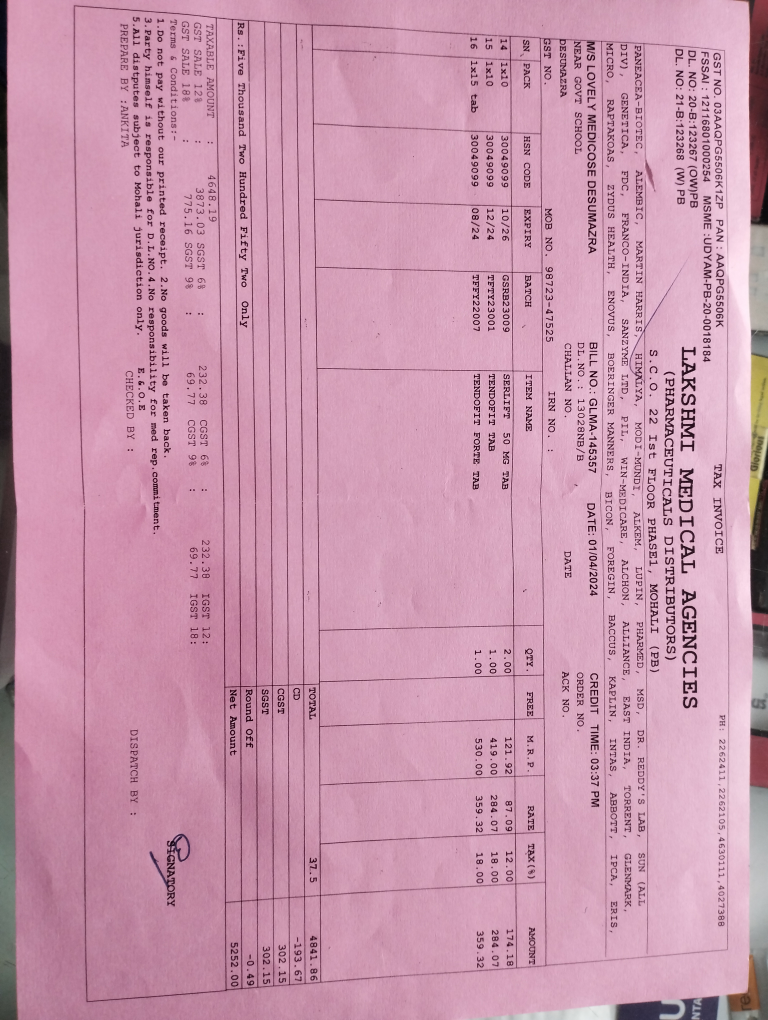 GST NO. 03AAQPG5506K1ZP PAN : AAQPG5506K TAX INVOICE PH: 2262411,2262105,4630111,4027388
FSSAI : 12116801000254 MSME :UDYAM-PB-20-0018184
DL. NO: 20-B:123267 (OW)PB
DL. NO: 21-B:123268 (W) PB
LAKSHMI MEDICAL AGENCIES
(PHARMACEUTICALS DISTRIBUTORS)
S.C.O. 22 Ist FLOOR PHASE1, MOHALI (PB)
PANEACEA-BIOTEC, ALEMBIC, MARTIN HARRIS, HIMALYA, MODI-MUNDI, ALKEM, LUPIN, PHARMED, MSD, DR. REDDY'S LAB, SUN (ALL
DIV), GENETICA, FDC, FRANCO-INDIA, SANZYME LTD, PIL, WIN-MEDICARE, ALCHON, ALLIANCE, EAST INDIA, TORRENT, GLENMARK,
MICRO, RAPTAKOAS, ZYDUS HEALTH, ENOVUS, BOERINGER MANNERS, BICON, FOREGIN, BACCUS, KAPLIN, INTAS, ABBOTT, IPCA, ERIS,
M/S LOVELY MEDICOSE DESUMAZRA BILL NO.: GLMA-145357 DATE: 01/04/2024 CREDIT TIME: 03:37 PM
NEAR GOVT SCHOOL DL.NO.: 13028NB/B , ORDER NO.
DESUMAZRA CHALLAN NO. DATE ACK NO.
GST NO. MOB NO. 98723-47525 IRN NO. :
SN. PACK HSN CODE EXPIRY BATCH ITEM NAME QTY. FREE M.R.P. RATE TAX(%) AMOUNT
14 1x10 30049099 10/26 GSRB23009 SERLIFT 50 MG TAB 2.00 121.92 87.09 12.00 174.18
15 1x10 30049099 12/24 TFTY23001 TENDOFIT TAB 1.00 419.00 284.07 18.00 284.07
16 1x15 tab 30049099 08/24 TFFY22007 TENDOFIT FORTE TAB 1.00 530.00 359.32 18.00 359.32
TOTAL 37.5 4841.86
CD -193.67
CGST 302.15
SGST 302.15
Round Off -0.49
Rs.:Five Thousand Two Hundred Fifty Two Only Net Amount 5252.00
TAXABLE AMOUNT : 4648.19
GST SALE 12% : 3873.03 SGST 6% : 232.38 CGST 6% : 232.38 IGST 12:
GST SALE 18% : 775.16 SGST 9% : 69.77 CGST 9% : 69.77 IGST 18:
Terms & Conditions:-
1.Do not pay without our printed receipt. 2.No goods will be taken back.
3.Party himself is responsible for D.L.NO.4.No responsibility for med rep.commitment.
5.All distputes subject to Mohali jurisdiction only. E.& O.E SIGNATORY
PREPARE BY :ANKITA CHECKED BY : DISPATCH BY :